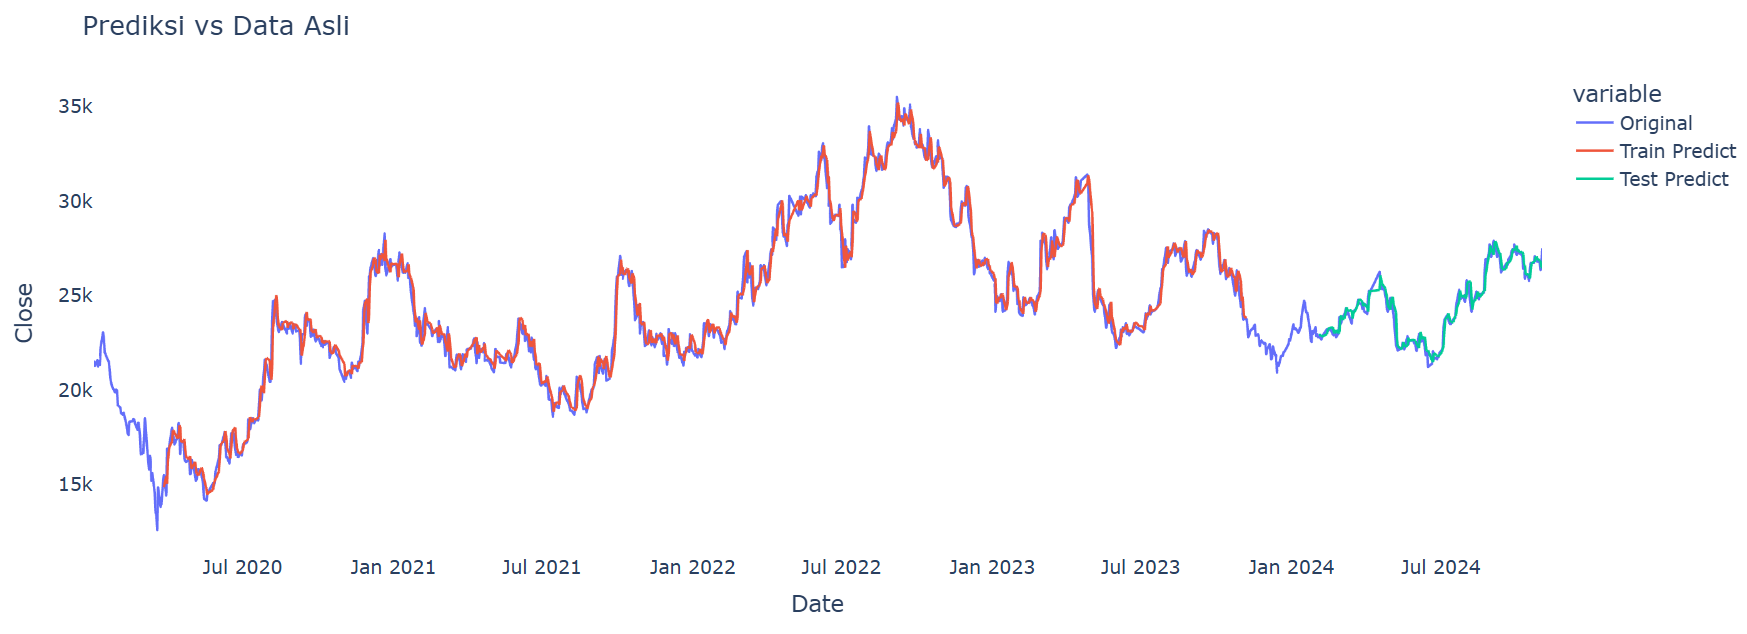 Prediksi vs Data Asli
variable
Original
Train Predict
Test Predict
Close
35k
30k
25k
20k
15k
Jul 2020
Jan 2021
Jul 2021
Jan 2022
Jul 2022
Jan 2023
Jul 2023
Jan 2024
Jul 2024
Date